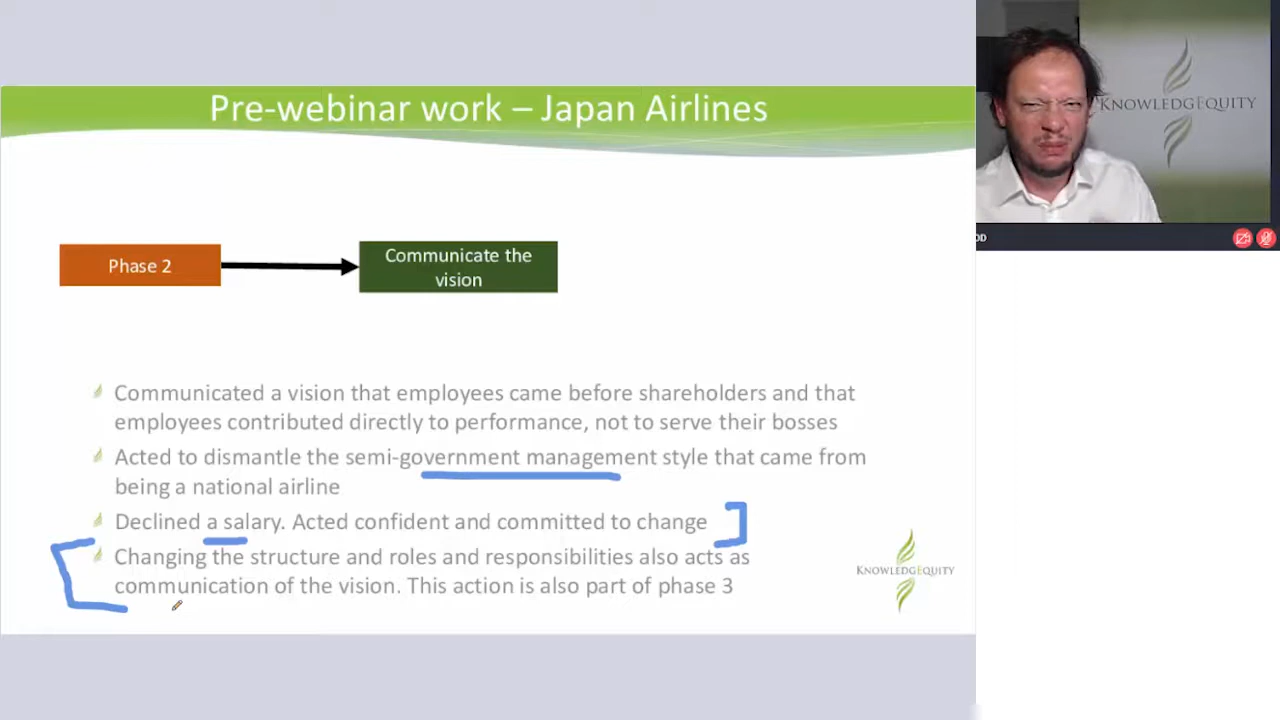 Pre-webinar work – Japan Airlines
KNOWLEDGEQUITY
OD
Phase 2
Communicate the
vision
Communicated a vision that employees came before shareholders and that
employees contributed directly to performance, not to serve their bosses
Acted to dismantle the semi-government management style that came from
being a national airline
Declined a salary. Acted confident and committed to change
Changing the structure and roles and responsibilities also acts as
communication of the vision. This action is also part of phase 3
KNOWLEDGEQUITY